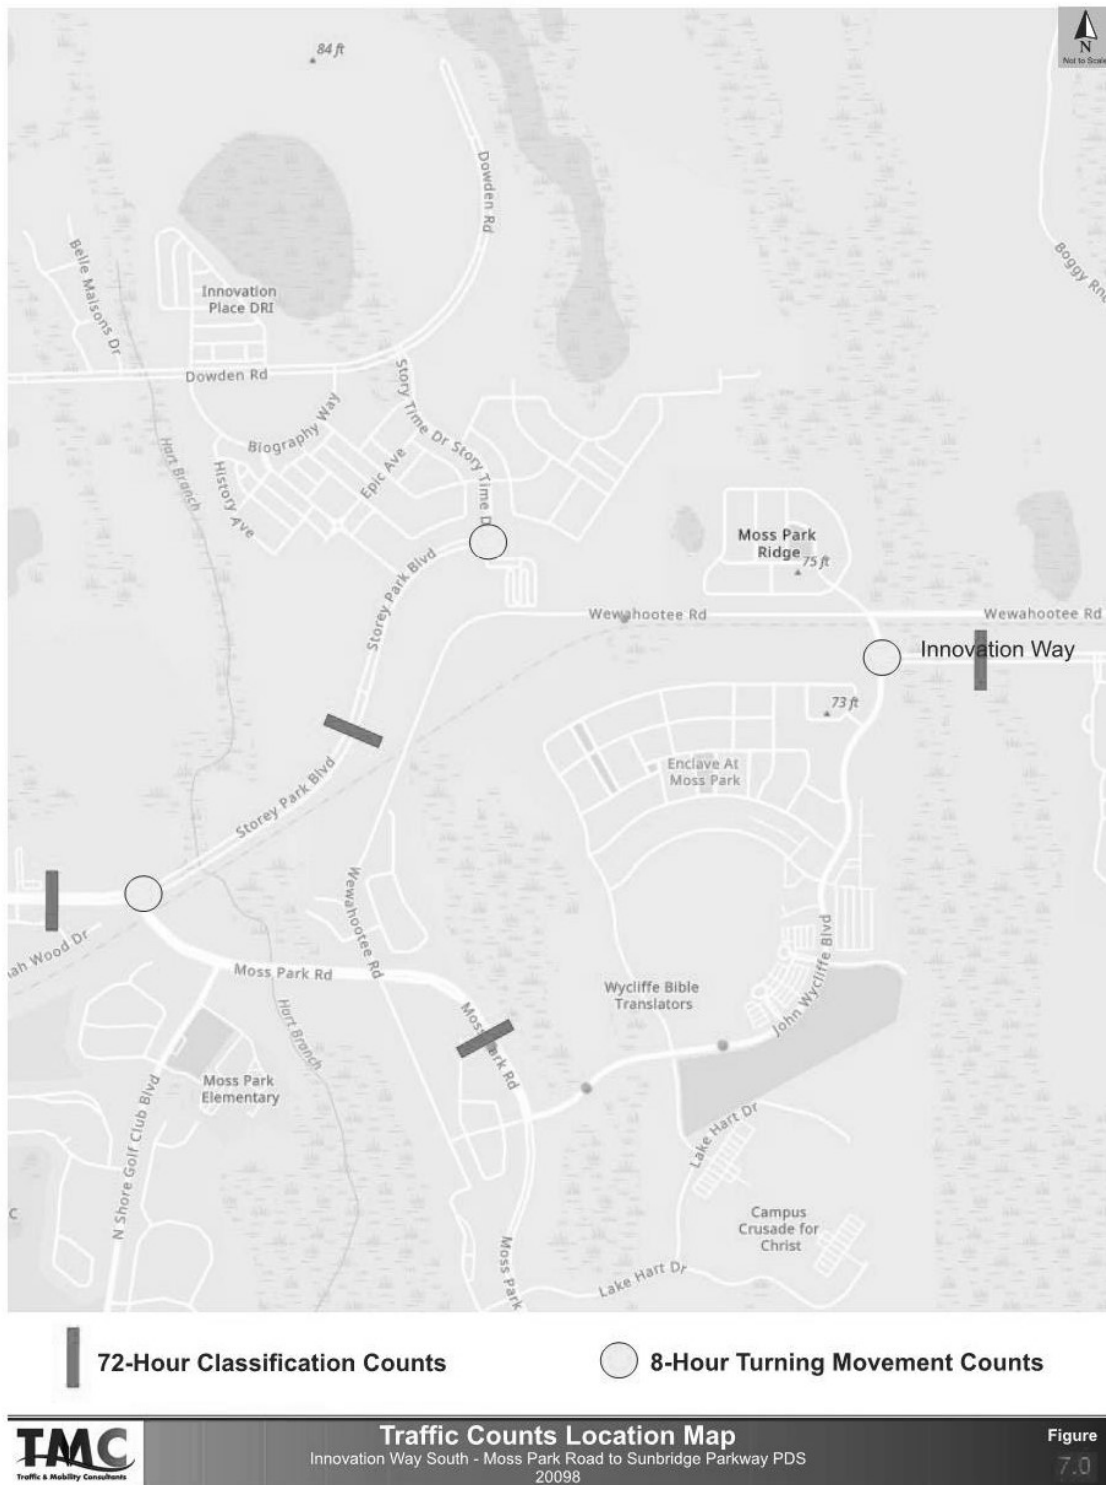 N
Not to Scale
84 ft
Dowden Rd
Belle Maisons Dr
Boggy
Innovation
Place DRI
Dowden Rd
Story Time Dr
Story Time D
Biography Way
Hart Branch
History Ave
Epic Ave
Moss Park
Ridge
75 ft
Storey Park Blvd
Wewahootee Rd
Wewahootee Rd
Innovation Way
73 ft
Enclave At
Moss Park
Storey Park Blvd
Wewahootee Rd
ah Wood Dr
Moss Park Rd
John Wycliffe Blvd
Wycliffe Bible
Translators
Hart Branch
Mos ark Rd
Moss Park
Elementary
N Shore Golf Club Blvd
Lake Hart Dr
C
Campus
Crusade for
Christ
Moss Park
Lake Hart Dr
72-Hour Classification Counts
8-Hour Turning Movement Counts
TMC
Traffic & Mobility Consultants
Traffic Counts Location Map
Innovation Way South - Moss Park Road to Sunbridge Parkway PDS
20098
Figure
7.0